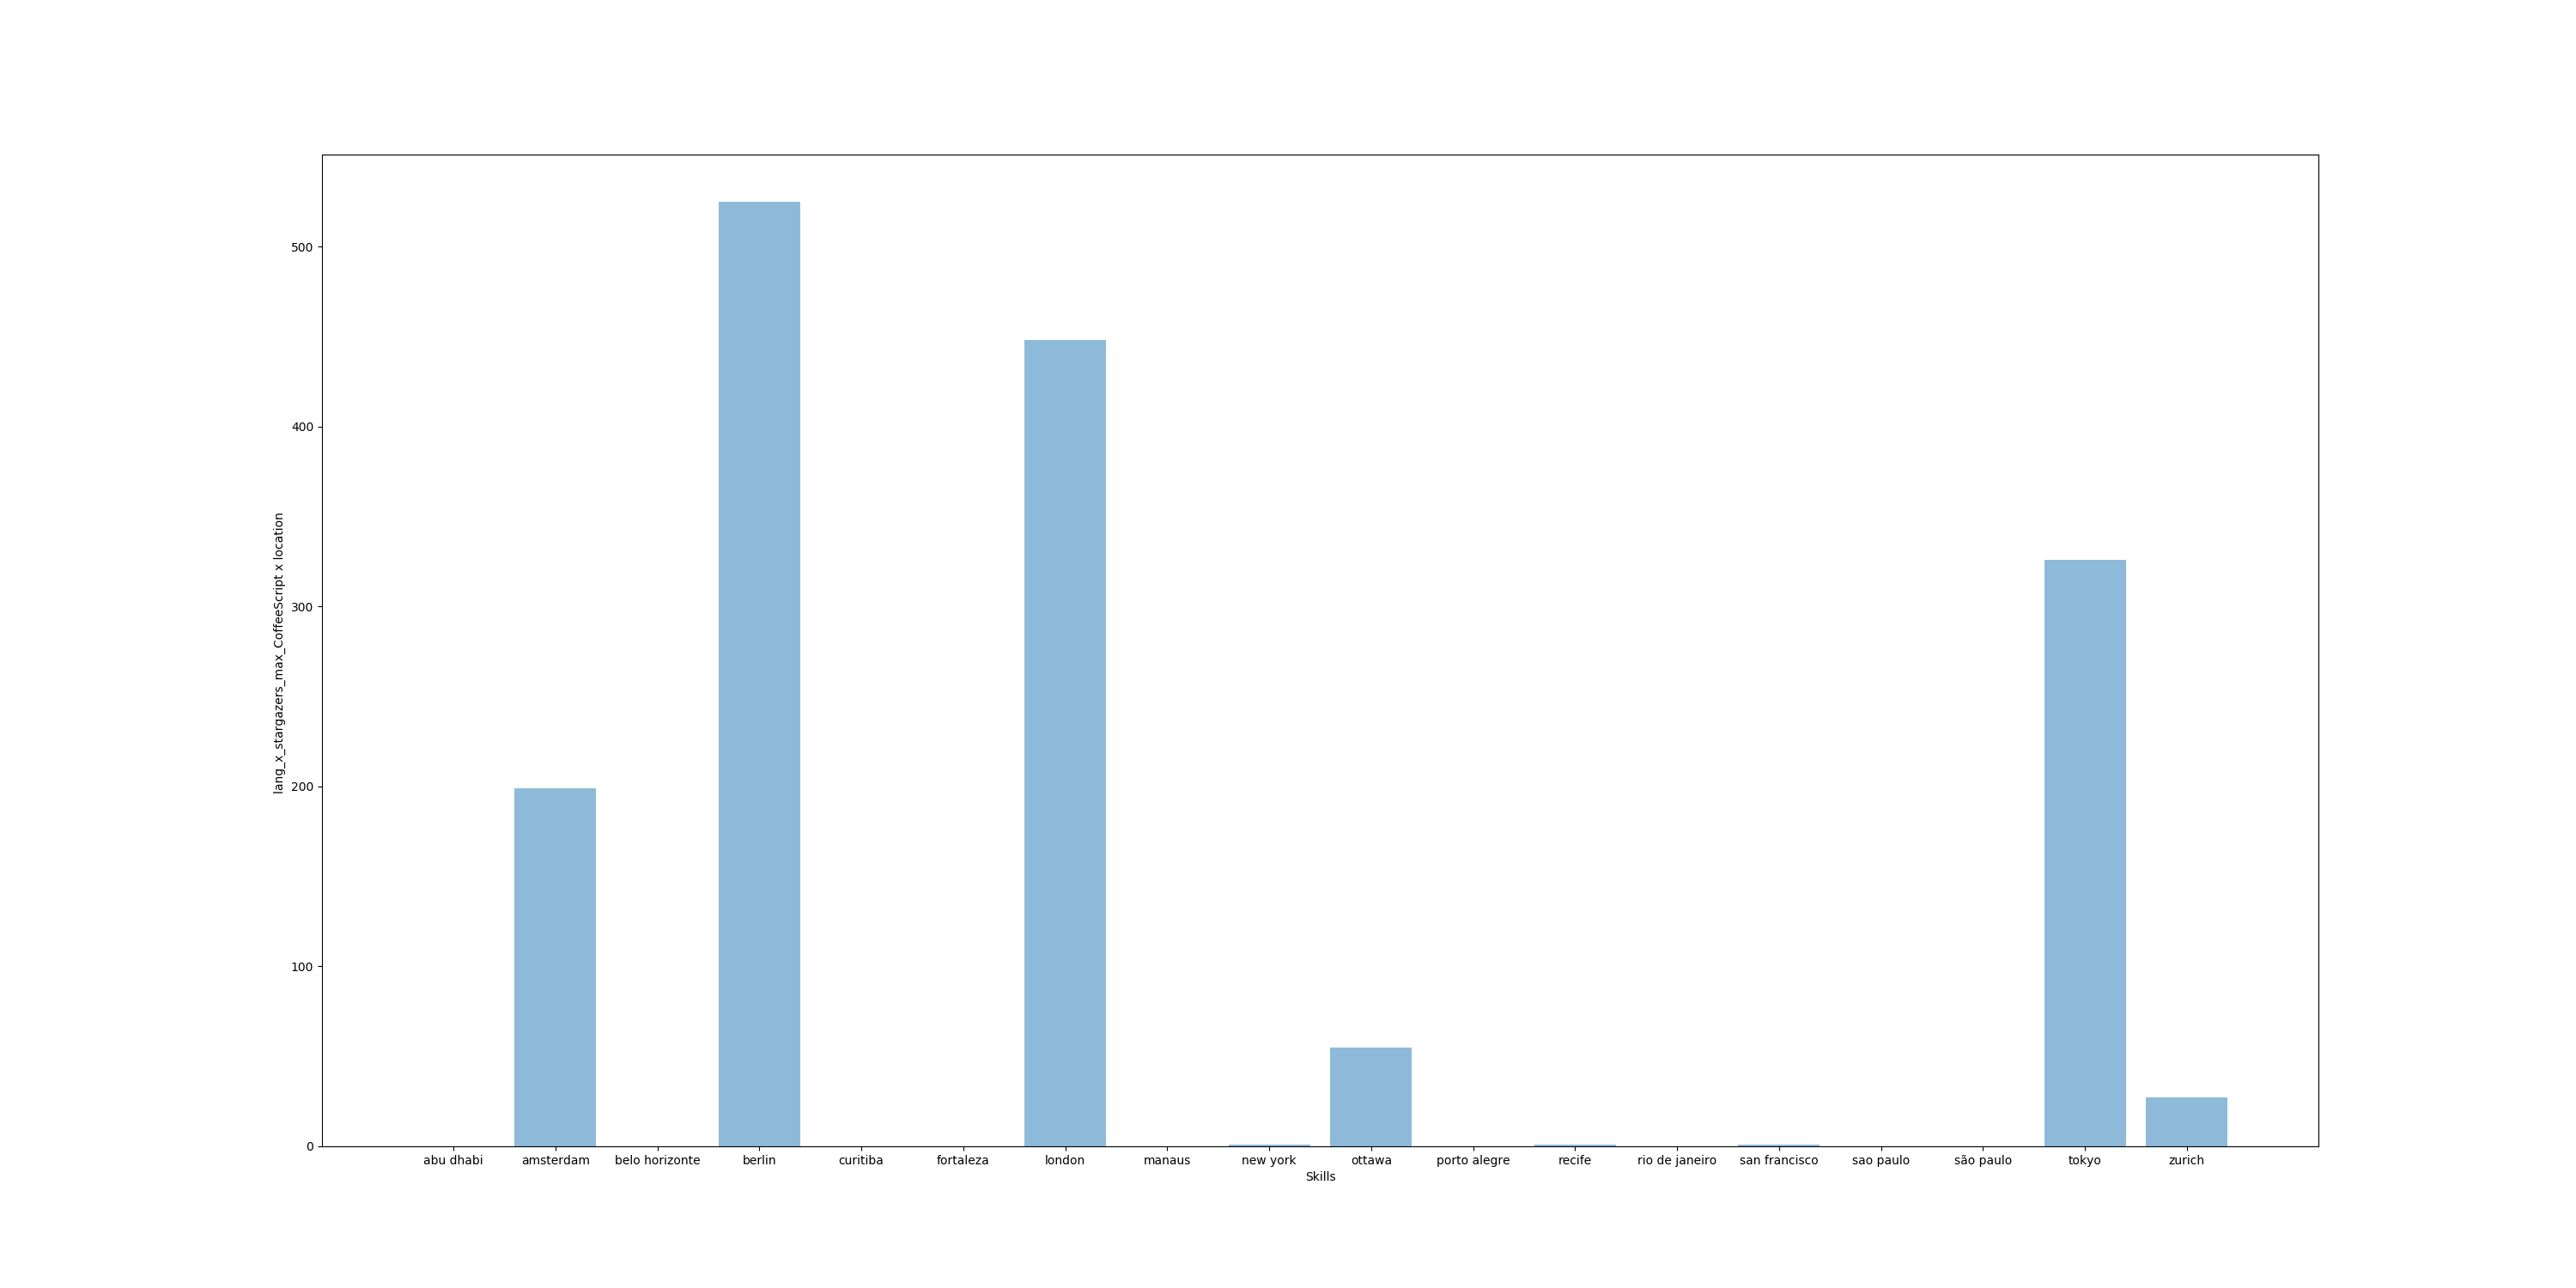 lang_x_stargazers_max_CoffeeScript x location
500
400
300
200
100
0
abu dhabi amsterdam belo horizonte berlin curitiba fortaleza london manaus new york ottawa porto alegre recife rio de janeiro san francisco sao paulo são paulo tokyo zurich
Skills